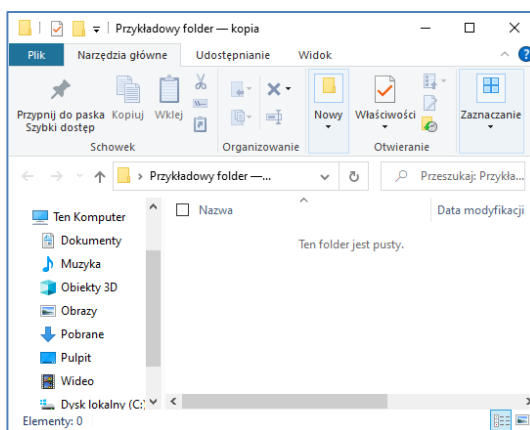 Przykładowy folder — kopia
Plik Narzędzia główne Udostępnianie Widok
Przypnij do paska Szybki dostęp
Kopiuj
Wklej
Nowy
Właściwości
Zaznaczanie
Schowek
Organizowanie
Otwieranie
Przykładowy folder —...
Przeszukaj: Przykła...
Ten Komputer
Dokumenty
Muzyka
Obiekty 3D
Obrazy
Pobrane
Pulpit
Wideo
Dysk lokalny (C:)
Nazwa
Data modyfikacji
Ten folder jest pusty.
Elementy: 0